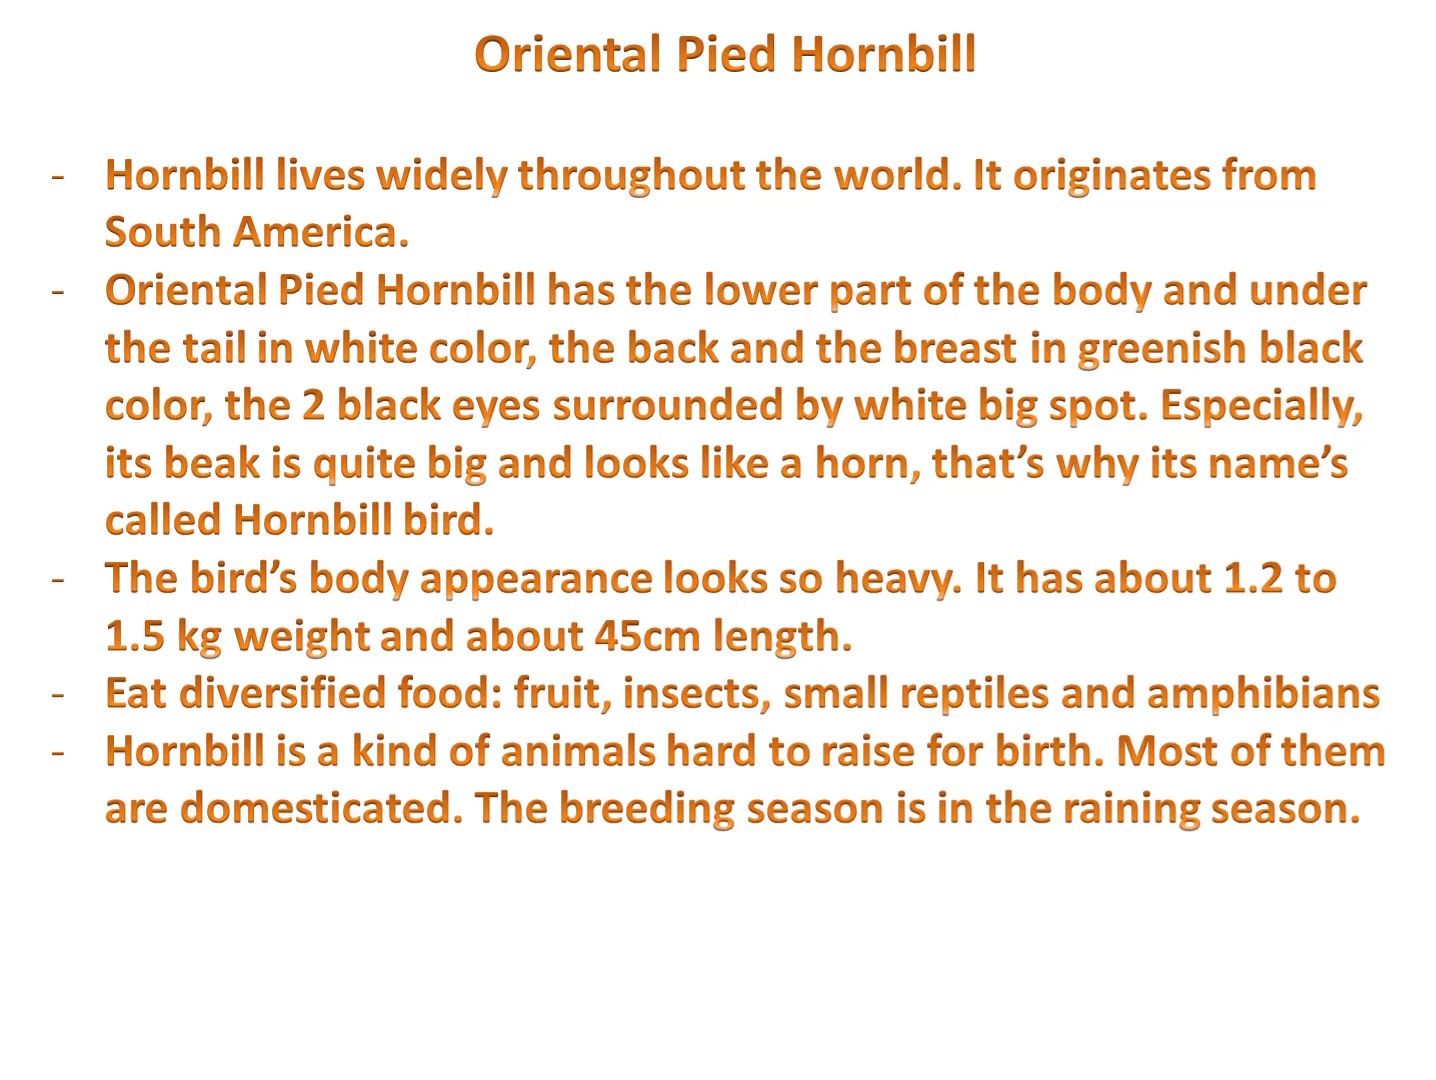 Oriental Pied Hornbill
- Hornbill lives widely throughout the world. It originates from
South America.
- Oriental Pied Hornbill has the lower part of the body and under
the tail in white color, the back and the breast in greenish black
color, the 2 black eyes surrounded by white big spot. Especially,
its beak is quite big and looks like a horn, that’s why its name’s
called Hornbill bird.
- The bird’s body appearance looks so heavy. It has about 1.2 to
1.5 kg weight and about 45cm length.
- Eat diversified food: fruit, insects, small reptiles and amphibians
- Hornbill is a kind of animals hard to raise for birth. Most of them
are domesticated. The breeding season is in the raining season.